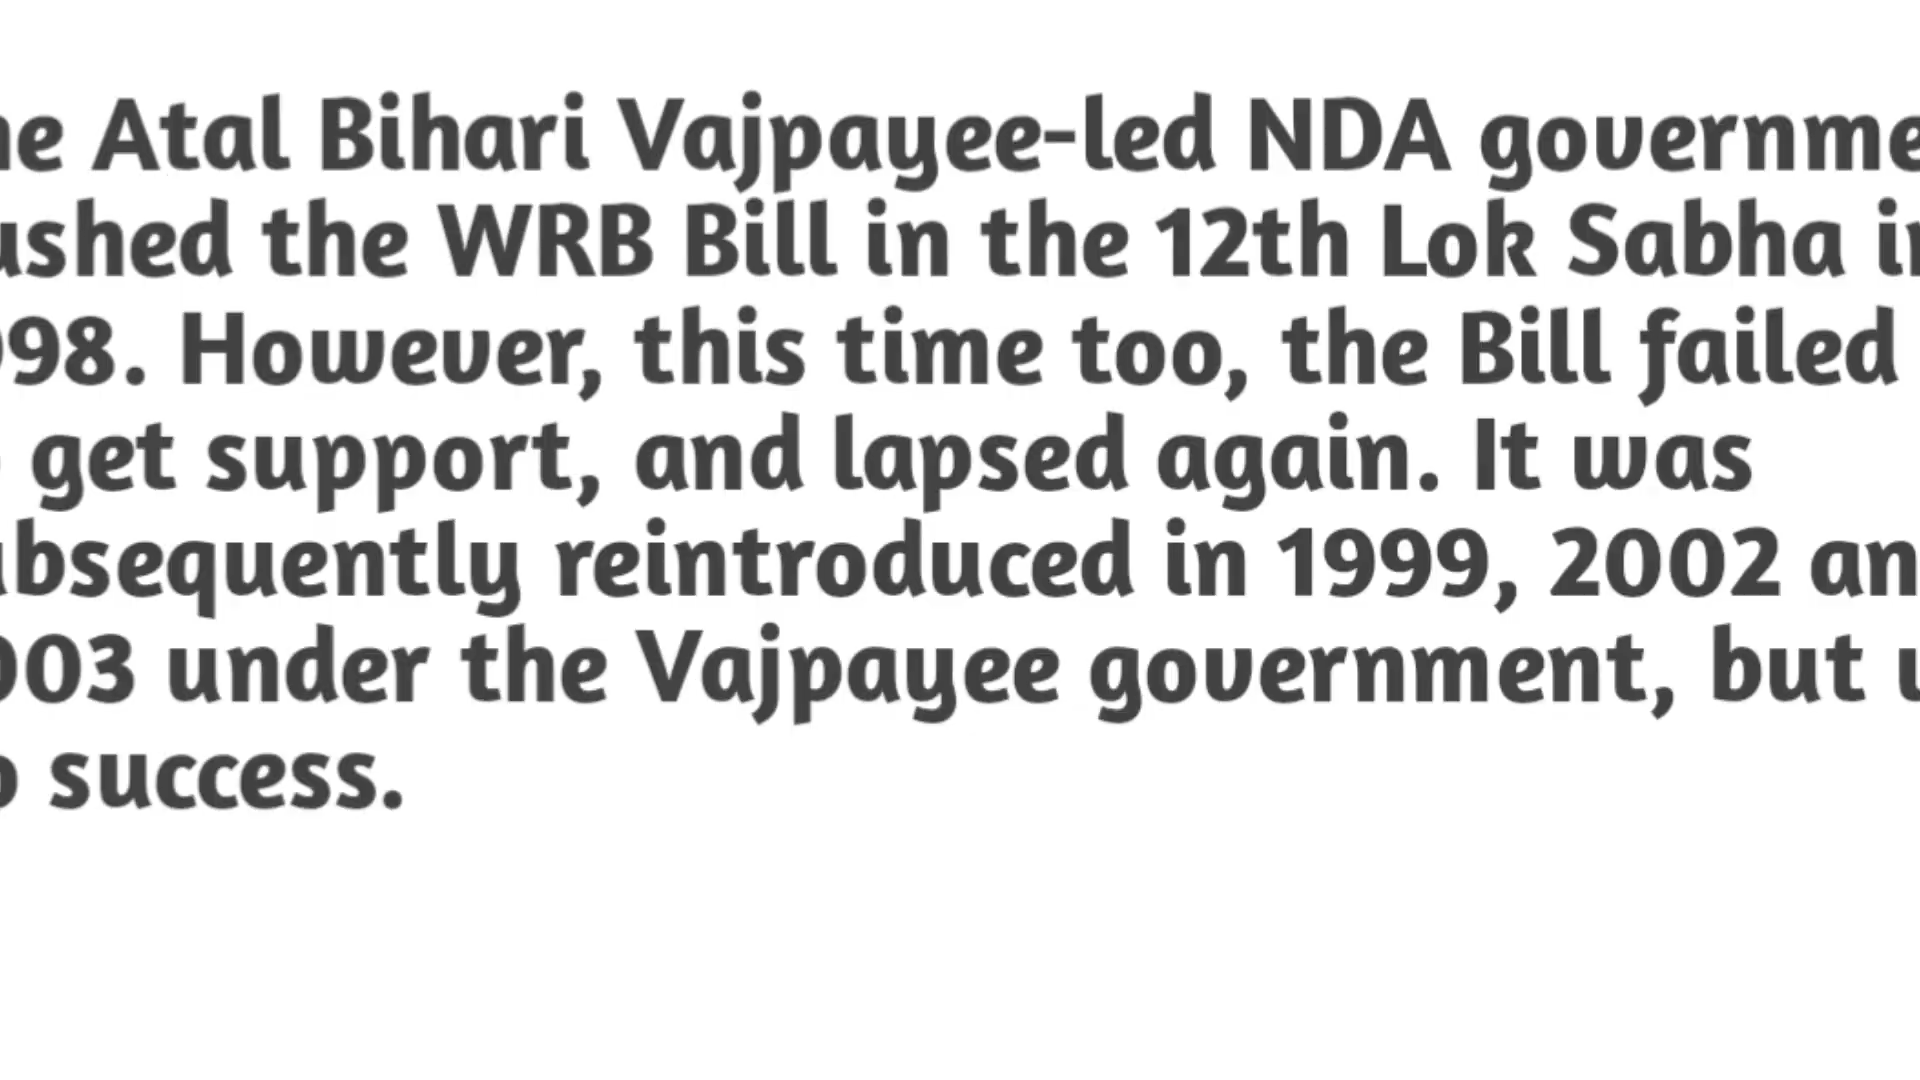 he Atal Bihari Vajpayee-led NDA governme
ushed the WRB Bill in the 12th Lok Sabha in
998. However, this time too, the Bill failed
get support, and lapsed again. It was
ubsequently reintroduced in 1999, 2002 an
003 under the Vajpayee government, but u
o success.